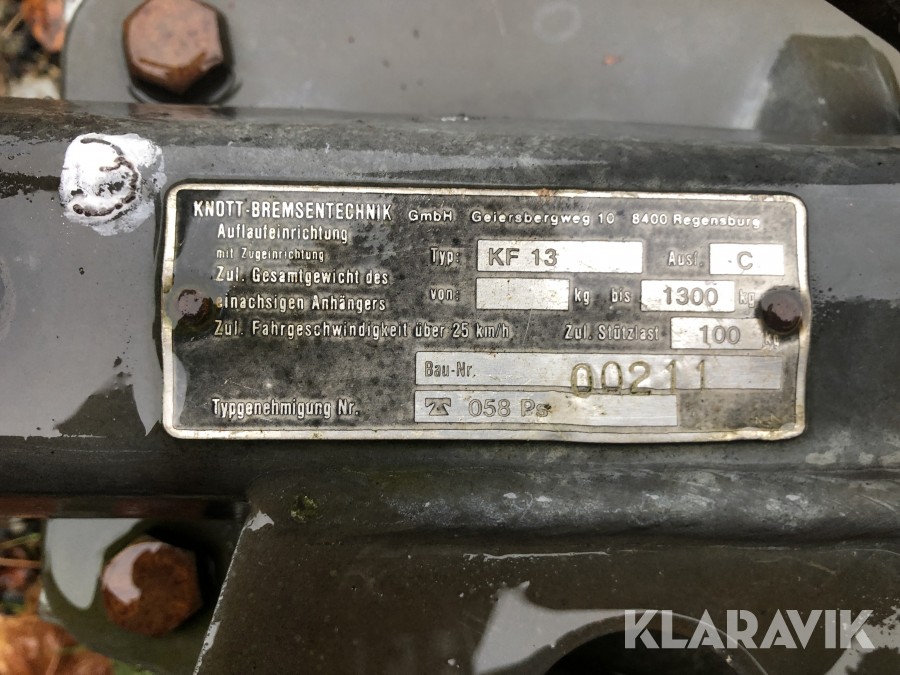 KNOTT-BREMSENTECHNIK GmbH Geiersbergweg 10 8400 Regensburg
Auflaufeinrichtung
mit Zugeinrichtung Typ: KF 13 Ausf. C
Zul. Gesamtgewicht des
einachsigen Anhängers von: kg bis 1300 kg
Zul. Fahrgeschwindigkeit über 25 km/h Zul. Stützlast 100 kg
Bau-Nr. 00211
Typgenehmigung Nr. 058 Ps
KLARAVIK